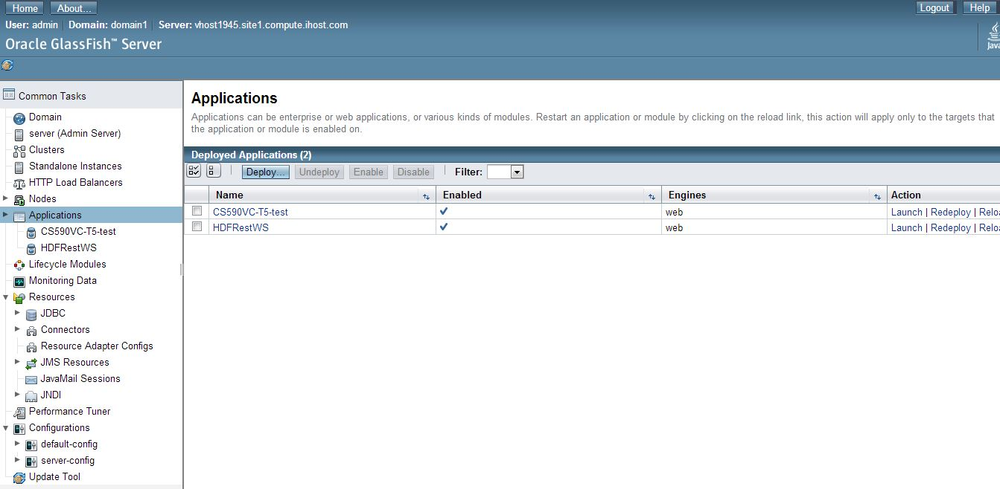 Home About... Logout Help
User: admin Domain: domain1 Server: vhost1945.site1.compute.ihost.com
Oracle GlassFish™ Server
Java
Common Tasks
Domain
server (Admin Server)
Clusters
Standalone Instances
HTTP Load Balancers
Nodes
Applications
CS590VC-T5-test
HDFRestWS
Lifecycle Modules
Monitoring Data
Resources
JDBC
Connectors
Resource Adapter Configs
JMS Resources
JavaMail Sessions
JNDI
Performance Tuner
Configurations
default-config
server-config
Update Tool
Applications
Applications can be enterprise or web applications, or various kinds of modules. Restart an application or module by clicking on the reload link, this action will apply only to the targets that
the application or module is enabled on.
Deployed Applications (2)
Deploy... Undeploy Enable Disable Filter:
Name Enabled Engines Action
CS590VC-T5-test web Launch | Redeploy | Reloa
HDFRestWS web Launch | Redeploy | Reloa